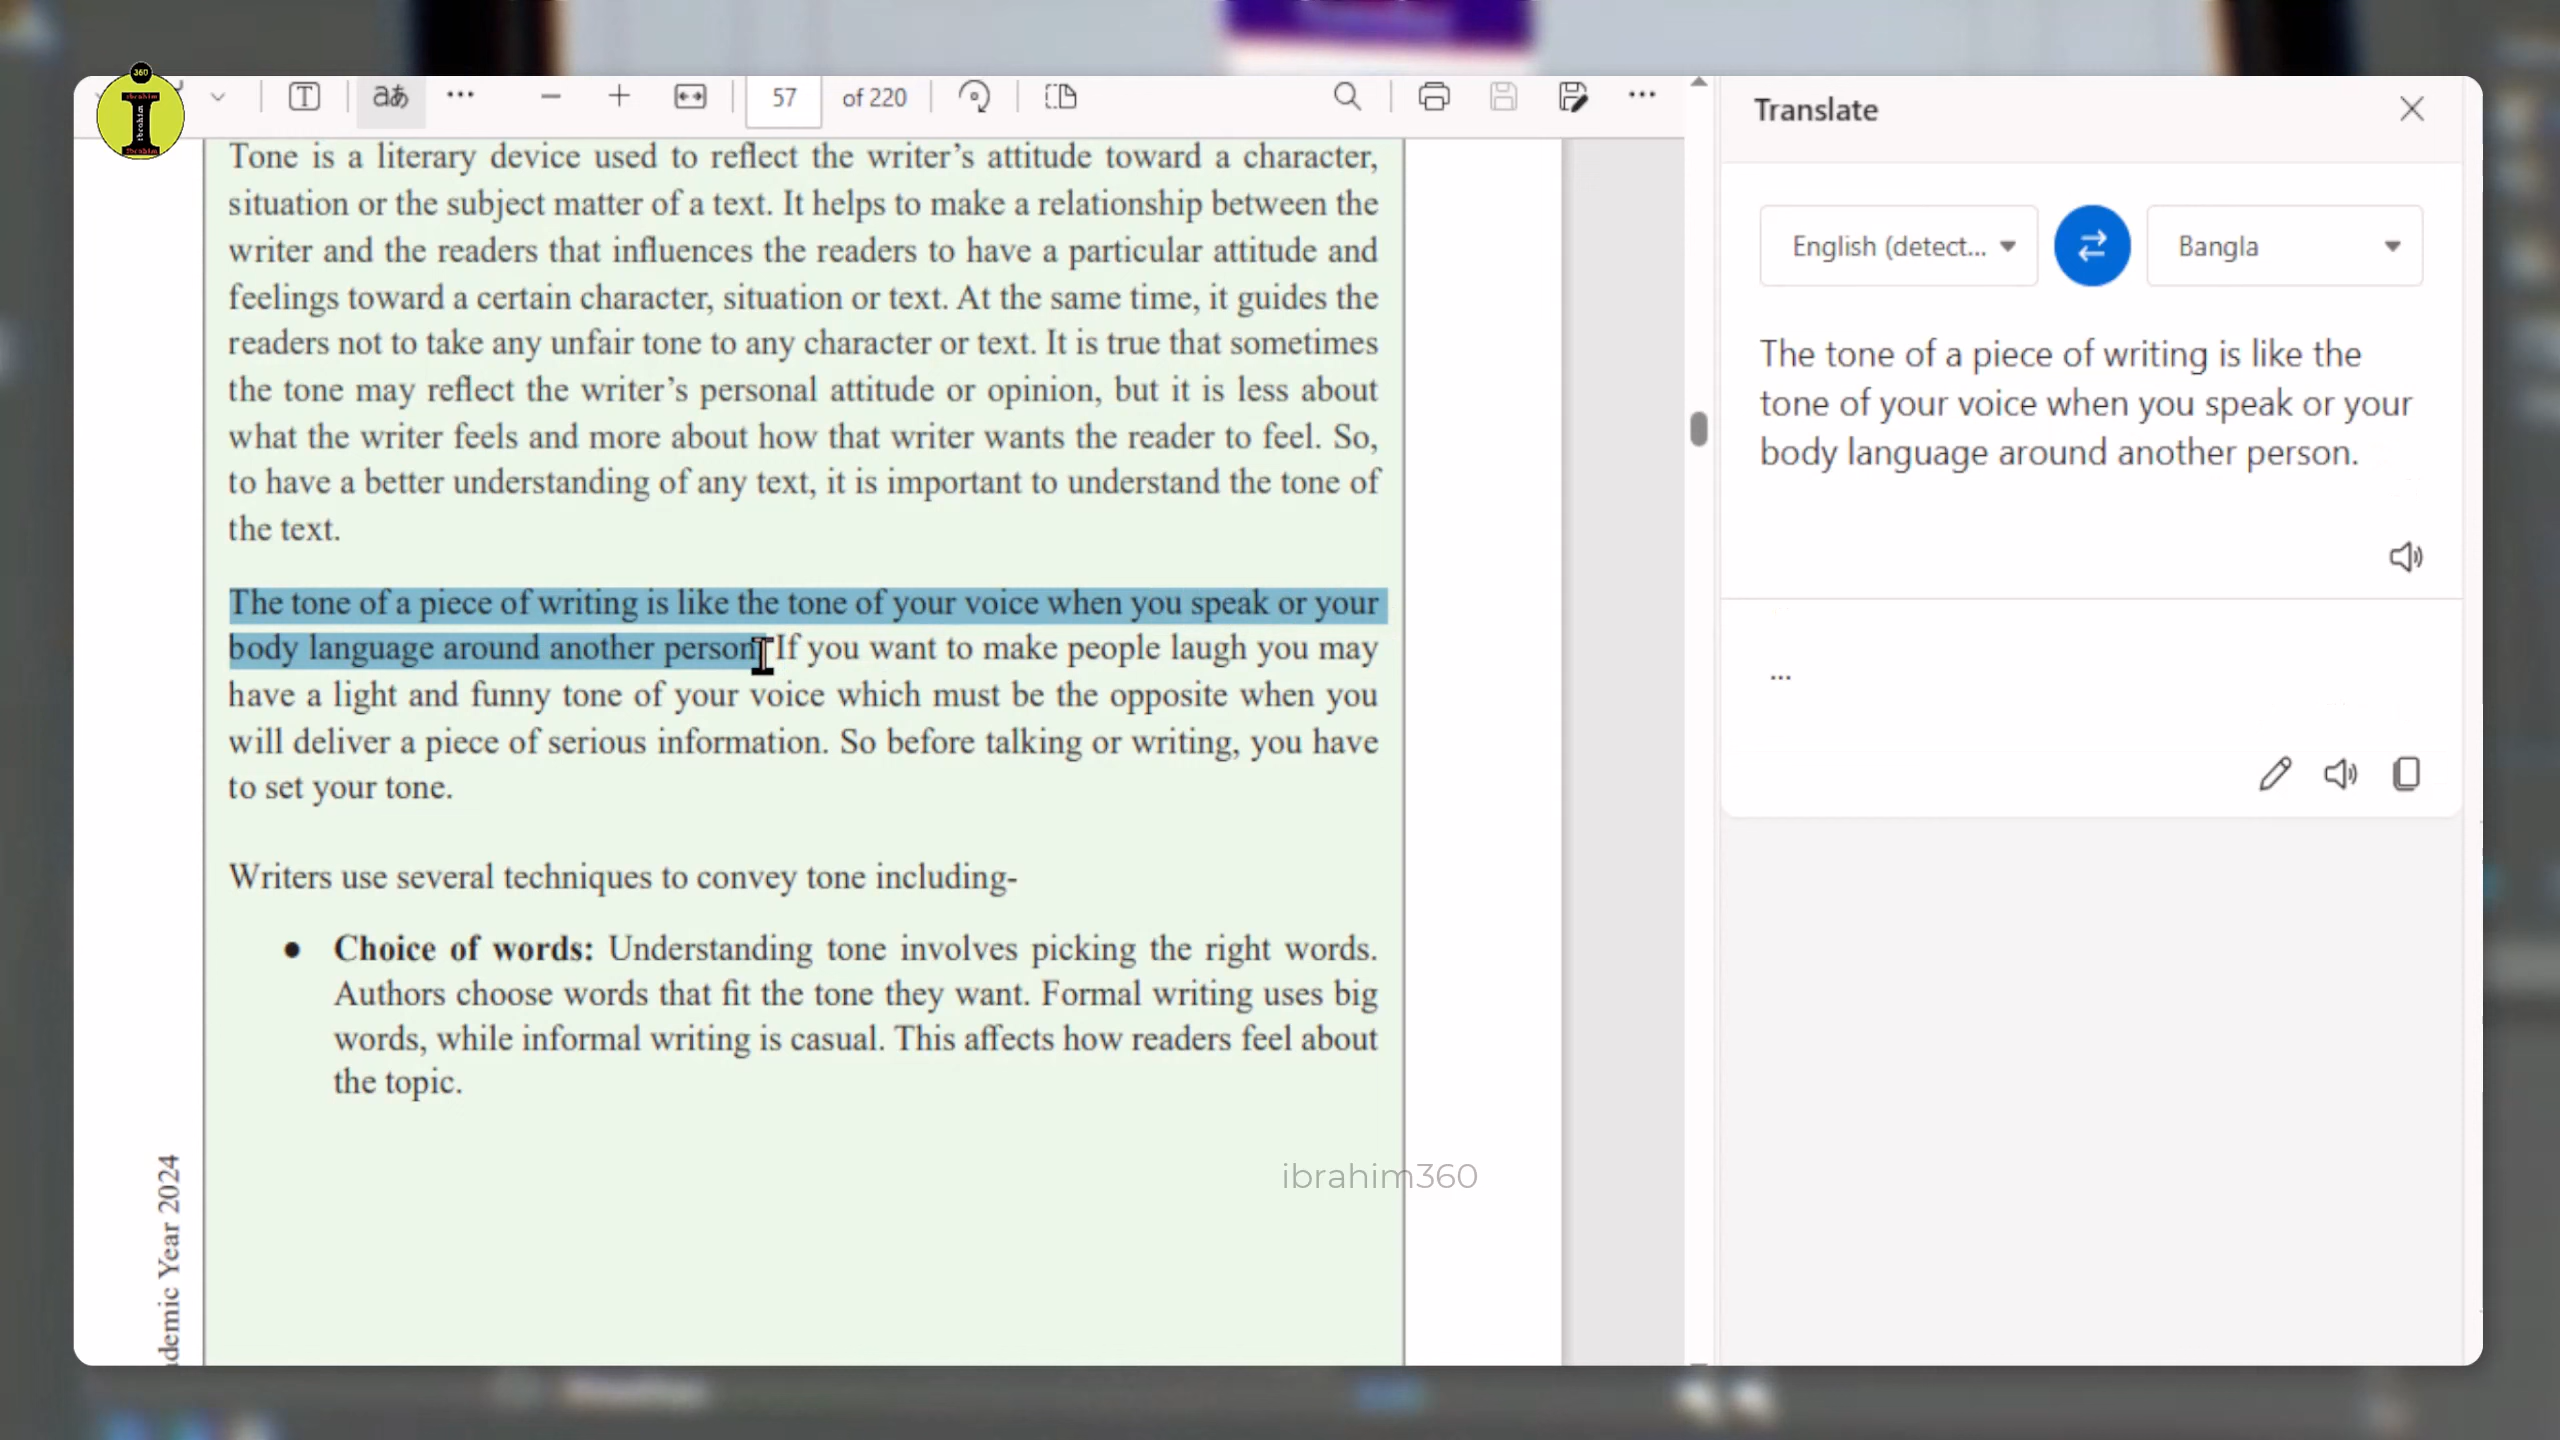 360
ibrahim
Ibrahim
Ibrahim
T
aあ
57
of 220
Translate
Tone is a literary device used to reflect the writer’s attitude toward a character,
situation or the subject matter of a text. It helps to make a relationship between the
writer and the readers that influences the readers to have a particular attitude and
feelings toward a certain character, situation or text. At the same time, it guides the
readers not to take any unfair tone to any character or text. It is true that sometimes
the tone may reflect the writer’s personal attitude or opinion, but it is less about
what the writer feels and more about how that writer wants the reader to feel. So,
to have a better understanding of any text, it is important to understand the tone of
the text.
The tone of a piece of writing is like the tone of your voice when you speak or your
body language around another person. If you want to make people laugh you may
have a light and funny tone of your voice which must be the opposite when you
will deliver a piece of serious information. So before talking or writing, you have
to set your tone.
Writers use several techniques to convey tone including-
● Choice of words: Understanding tone involves picking the right words.
Authors choose words that fit the tone they want. Formal writing uses big
words, while informal writing is casual. This affects how readers feel about
the topic.
demic Year 2024
ibrahim360
English (detect...
Bangla
The tone of a piece of writing is like the
tone of your voice when you speak or your
body language around another person.
...